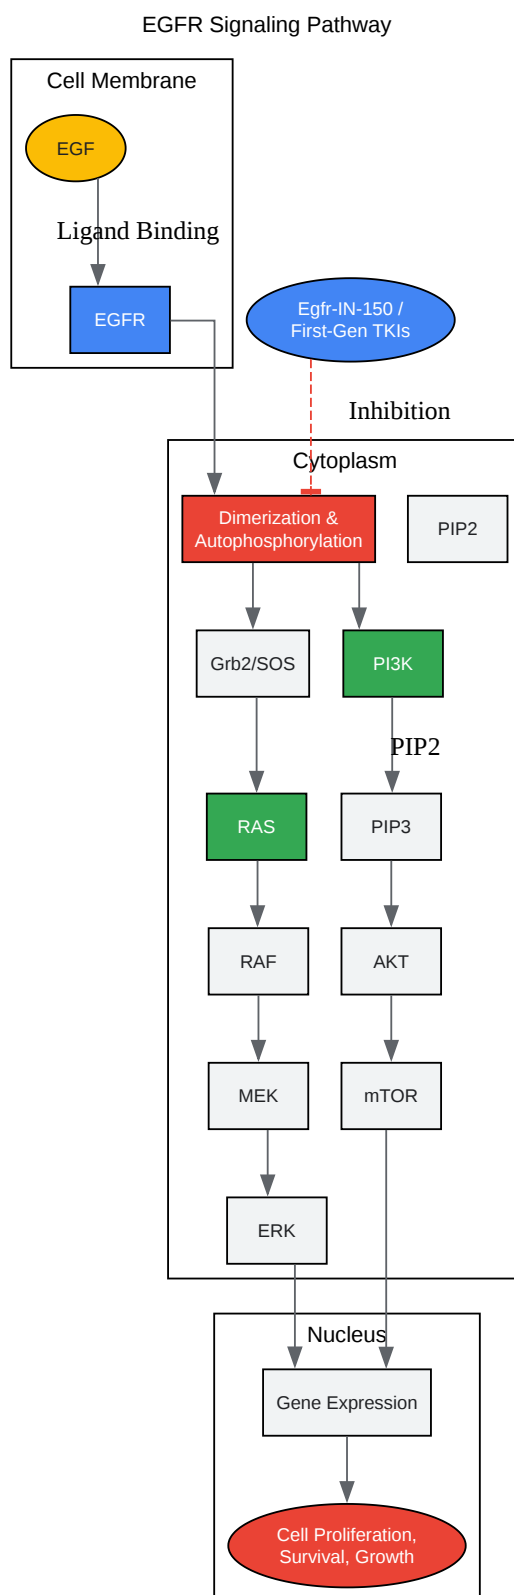 EGFR Signaling Pathway
Cell Membrane
EGF
Ligand Binding
EGFR
Egfr-IN-150 /
First-Gen TKIs
Inhibition
Cytoplasm
Dimerization &
Autophosphorylation
PIP2
Grb2/SOS
PI3K
PIP2
RAS
PIP3
RAF
AKT
MEK
mTOR
ERK
Nucleus
Gene Expression
Cell Proliferation,
Survival, Growth